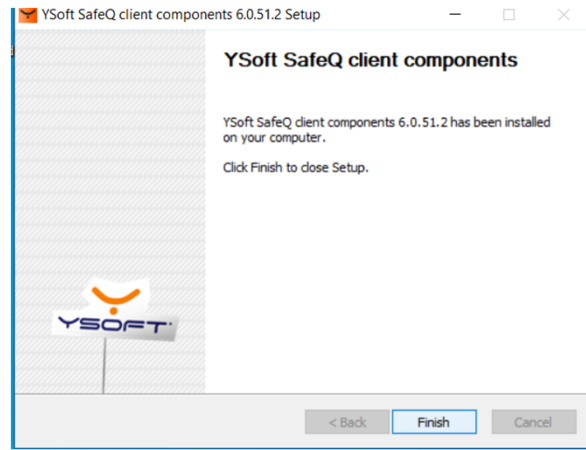 YSoft SafeQ client components 6.0.51.2 Setup
YSoft SafeQ client components
YSoft SafeQ client components 6.0.51.2 has been installed
on your computer.
Click Finish to close Setup.
YSOFT
< Back
Finish
Cancel